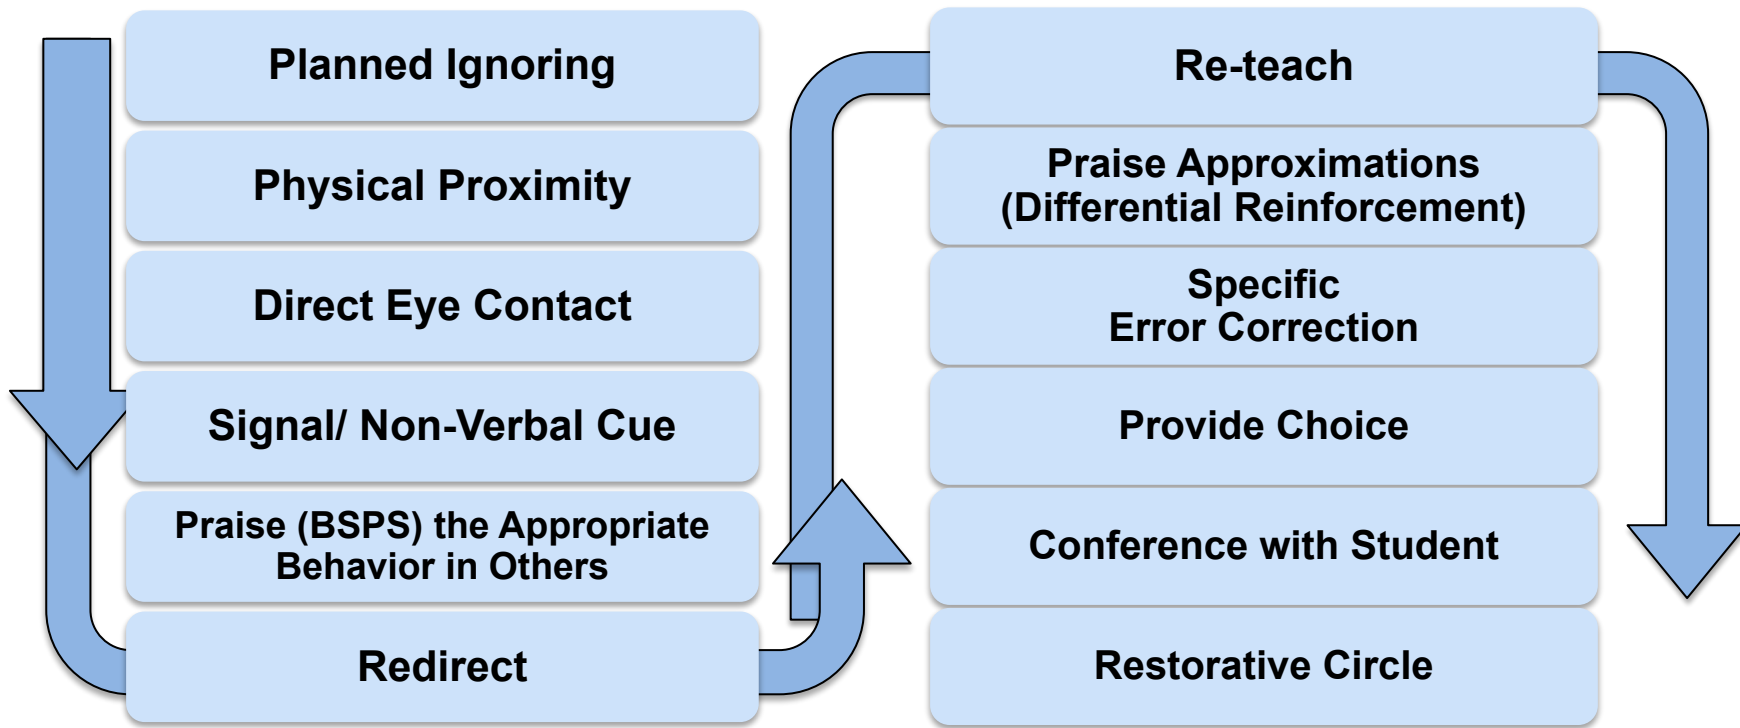 Planned Ignoring
Physical Proximity
Direct Eye Contact
Signal/ Non-Verbal Cue
Praise (BSPS) the Appropriate
Behavior in Others
Redirect
Re-teach
Praise Approximations
(Differential Reinforcement)
Specific
Error Correction
Provide Choice
Conference with Student
Restorative Circle